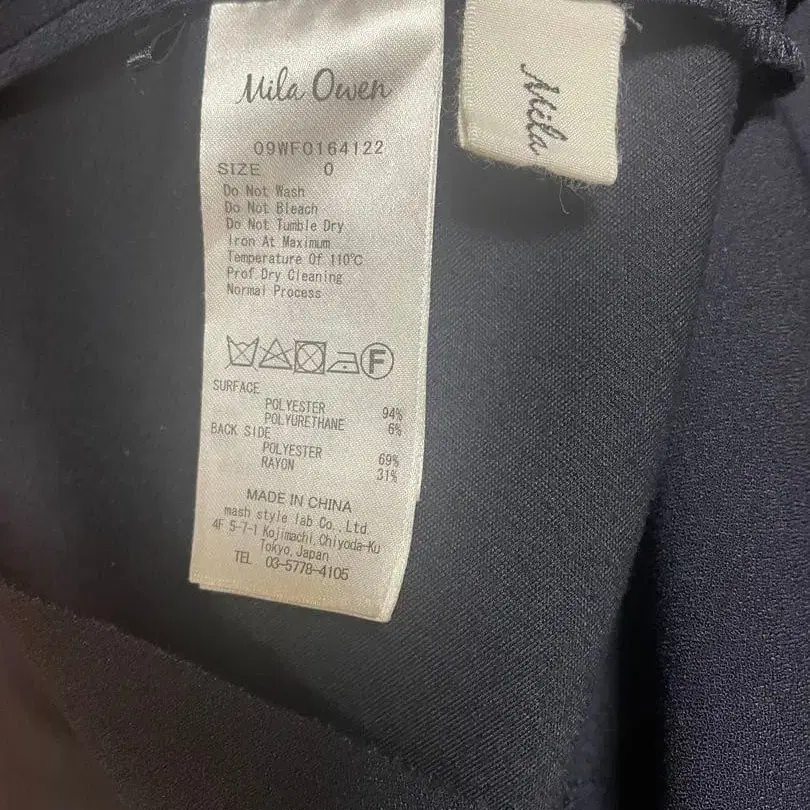 Mila Owen
09WF0164122
SIZE 0
Do Not Wash
Do Not Bleach
Do Not Tumble Dry
Iron At Maximum
Temperature Of 110℃
Prof Dry Cleaning
Normal Process
F
SURFACE
POLYESTER 94%
POLYURETHANE 6%
BACK SIDE
POLYESTER 69%
RAYON 31%
MADE IN CHINA
mash style lab Co., Ltd.
4F 5-7-1 Kojimachi, Chiyoda-Ku
Tokyo, Japan
TEL 03-5778-4105
Mila